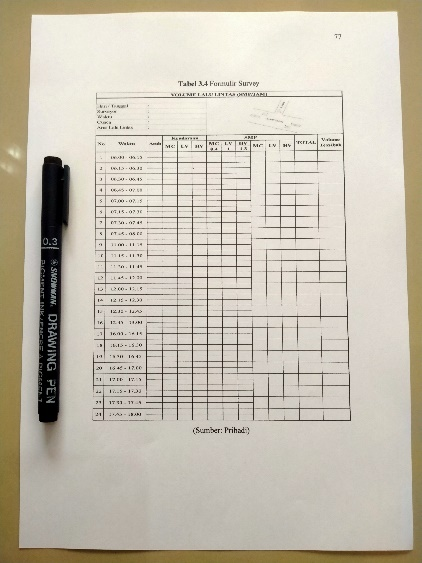 77
Tabel 3.4 Formulir Survey
VOLUME LALU LINTAS (SMP/JAM)
Hari / Tanggal :
Surveyor :
Waktu :
Cuaca :
Arus Lalu Lintas :
No Waktu Arah Kendaraan SMP TOTAL Volume
MC LV HV MC LV HV MC LV HV
0.4 1 1.3
1 06.00 - 06.15
2 06.15 - 06.30
3 06.30 - 06.45
4 06.45 - 07.00
5 07.00 - 07.15
6 07.15 - 07.30
7 07.30 - 07.45
8 07.45 - 08.00
9 11.00 - 11.15
10 11.15 - 11.30
11.30 - 11.45
12 11.45 - 12.00
13 12.00 - 12.15
14 12.15 - 12.30
15 12.30 - 12.45
16 12.45 - 13.00
17 16.00 - 16.15
18 16.15 - 16.30
19 16.30 - 16.45
20 16.45 - 17.00
21 17.00 - 17.15
22 17.15 - 17.30
23 17.30 - 17.45
24 17.45 - 18.00
(Sumber: Pribadi)
0.3 SNOWMAN DRAWING PEN